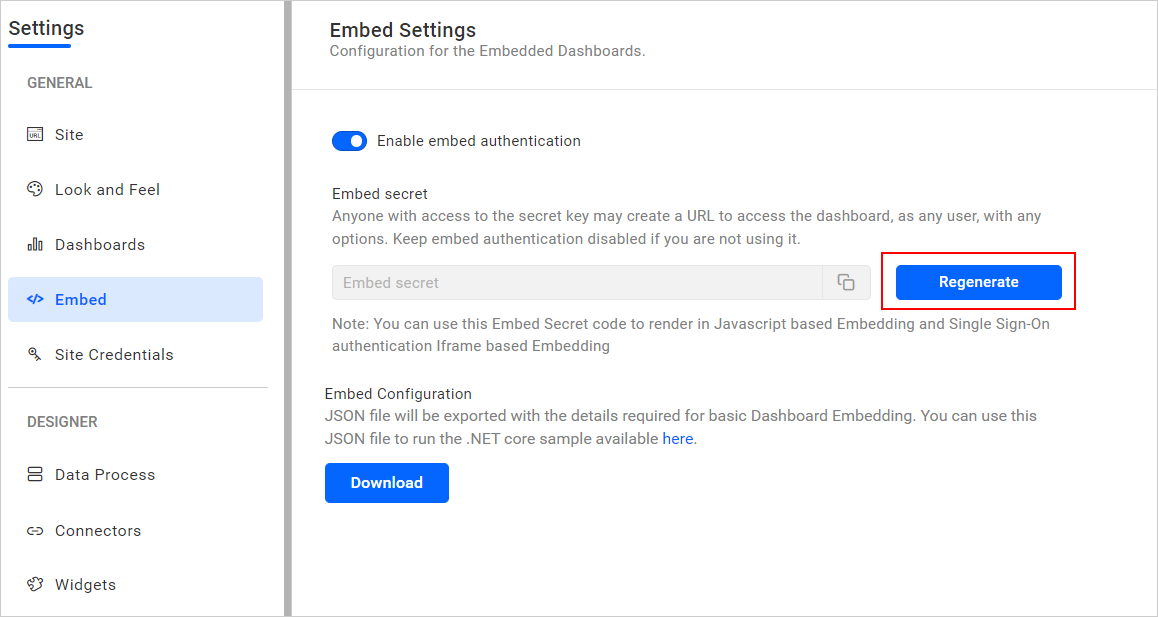 Settings
GENERAL
URL
Site
Look and Feel
Dashboards
Embed
Site Credentials
DESIGNER
Data Process
Connectors
Widgets
Embed Settings
Configuration for the Embedded Dashboards.
Enable embed authentication
Embed secret
Anyone with access to the secret key may create a URL to access the dashboard, as any user, with any
options. Keep embed authentication disabled if you are not using it.
Embed secret
Regenerate
Note: You can use this Embed Secret code to render in Javascript based Embedding and Single Sign-On
authentication Iframe based Embedding
Embed Configuration
JSON file will be exported with the details required for basic Dashboard Embedding. You can use this
JSON file to run the .NET core sample available here.
Download